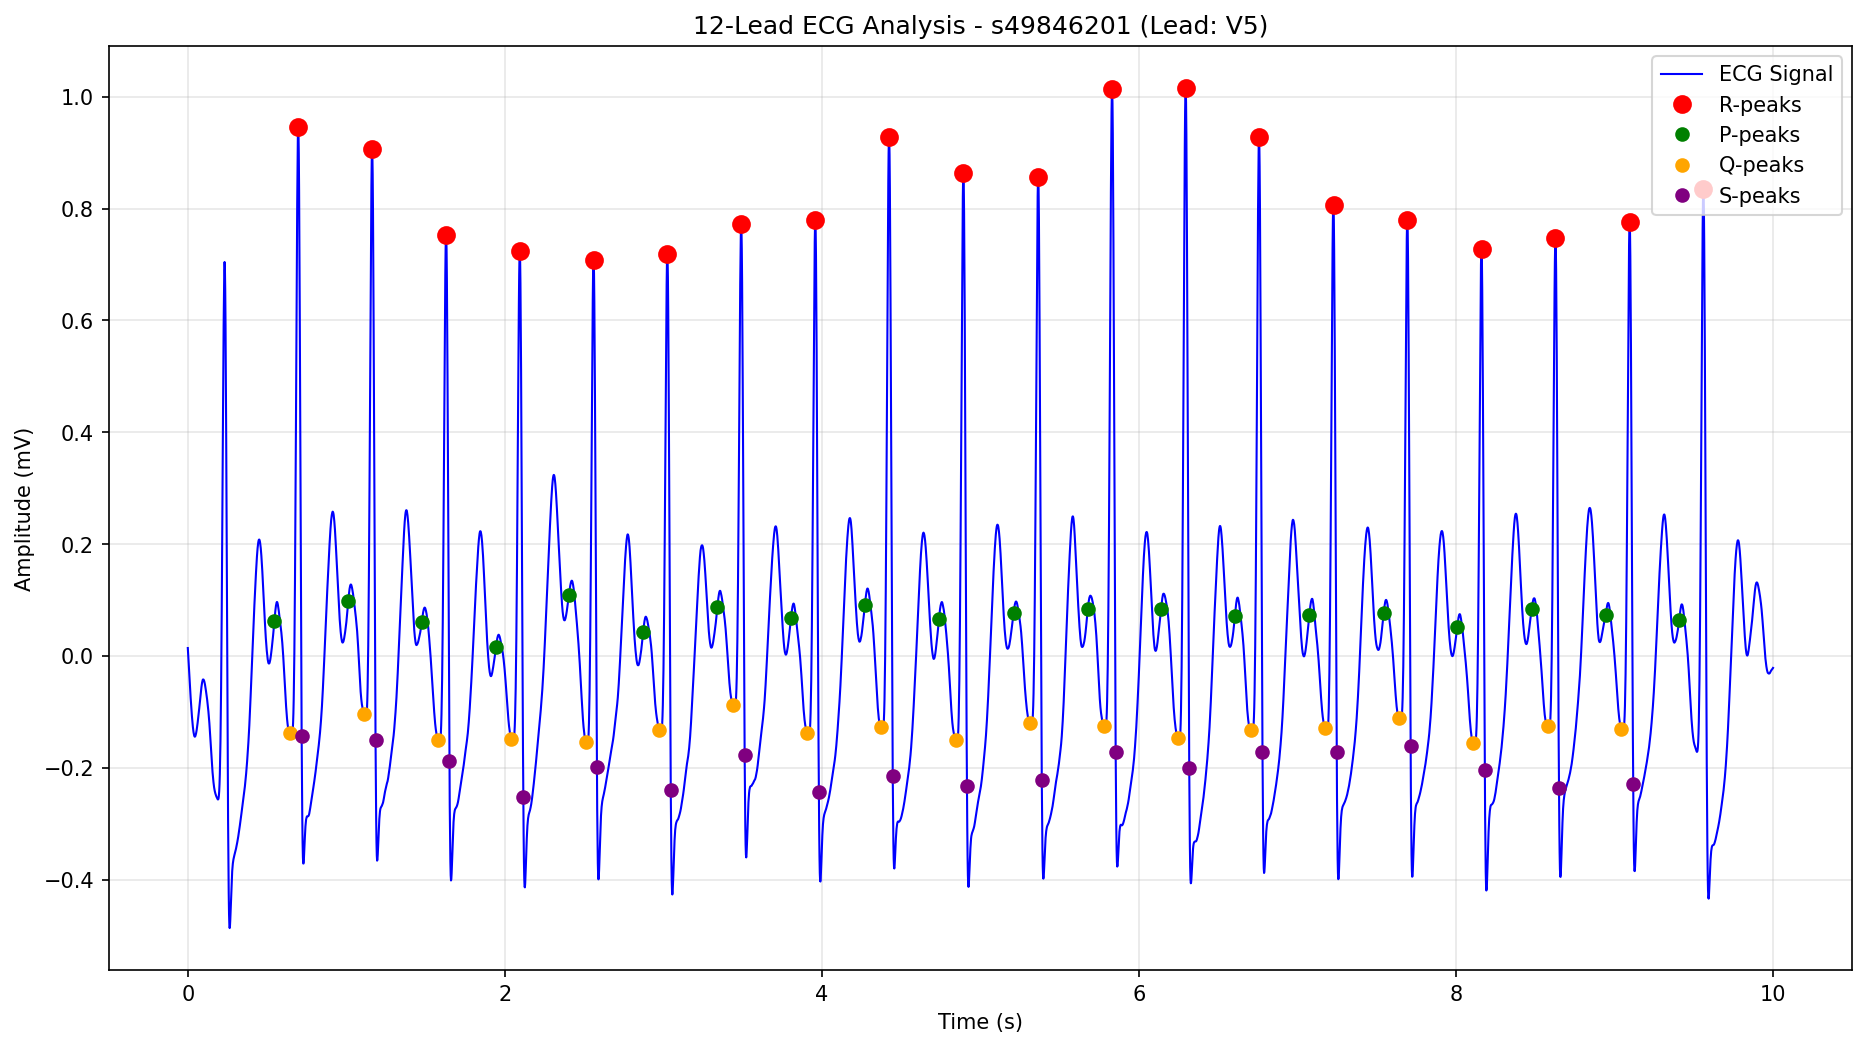 12-Lead ECG Analysis - s49846201 (Lead: V5)
ECG Signal
R-peaks
P-peaks
Q-peaks
S-peaks
Amplitude (mV)
1.0
0.8
0.6
0.4
0.2
0.0
−0.2
−0.4
0 2 4 6 8 10
Time (s)